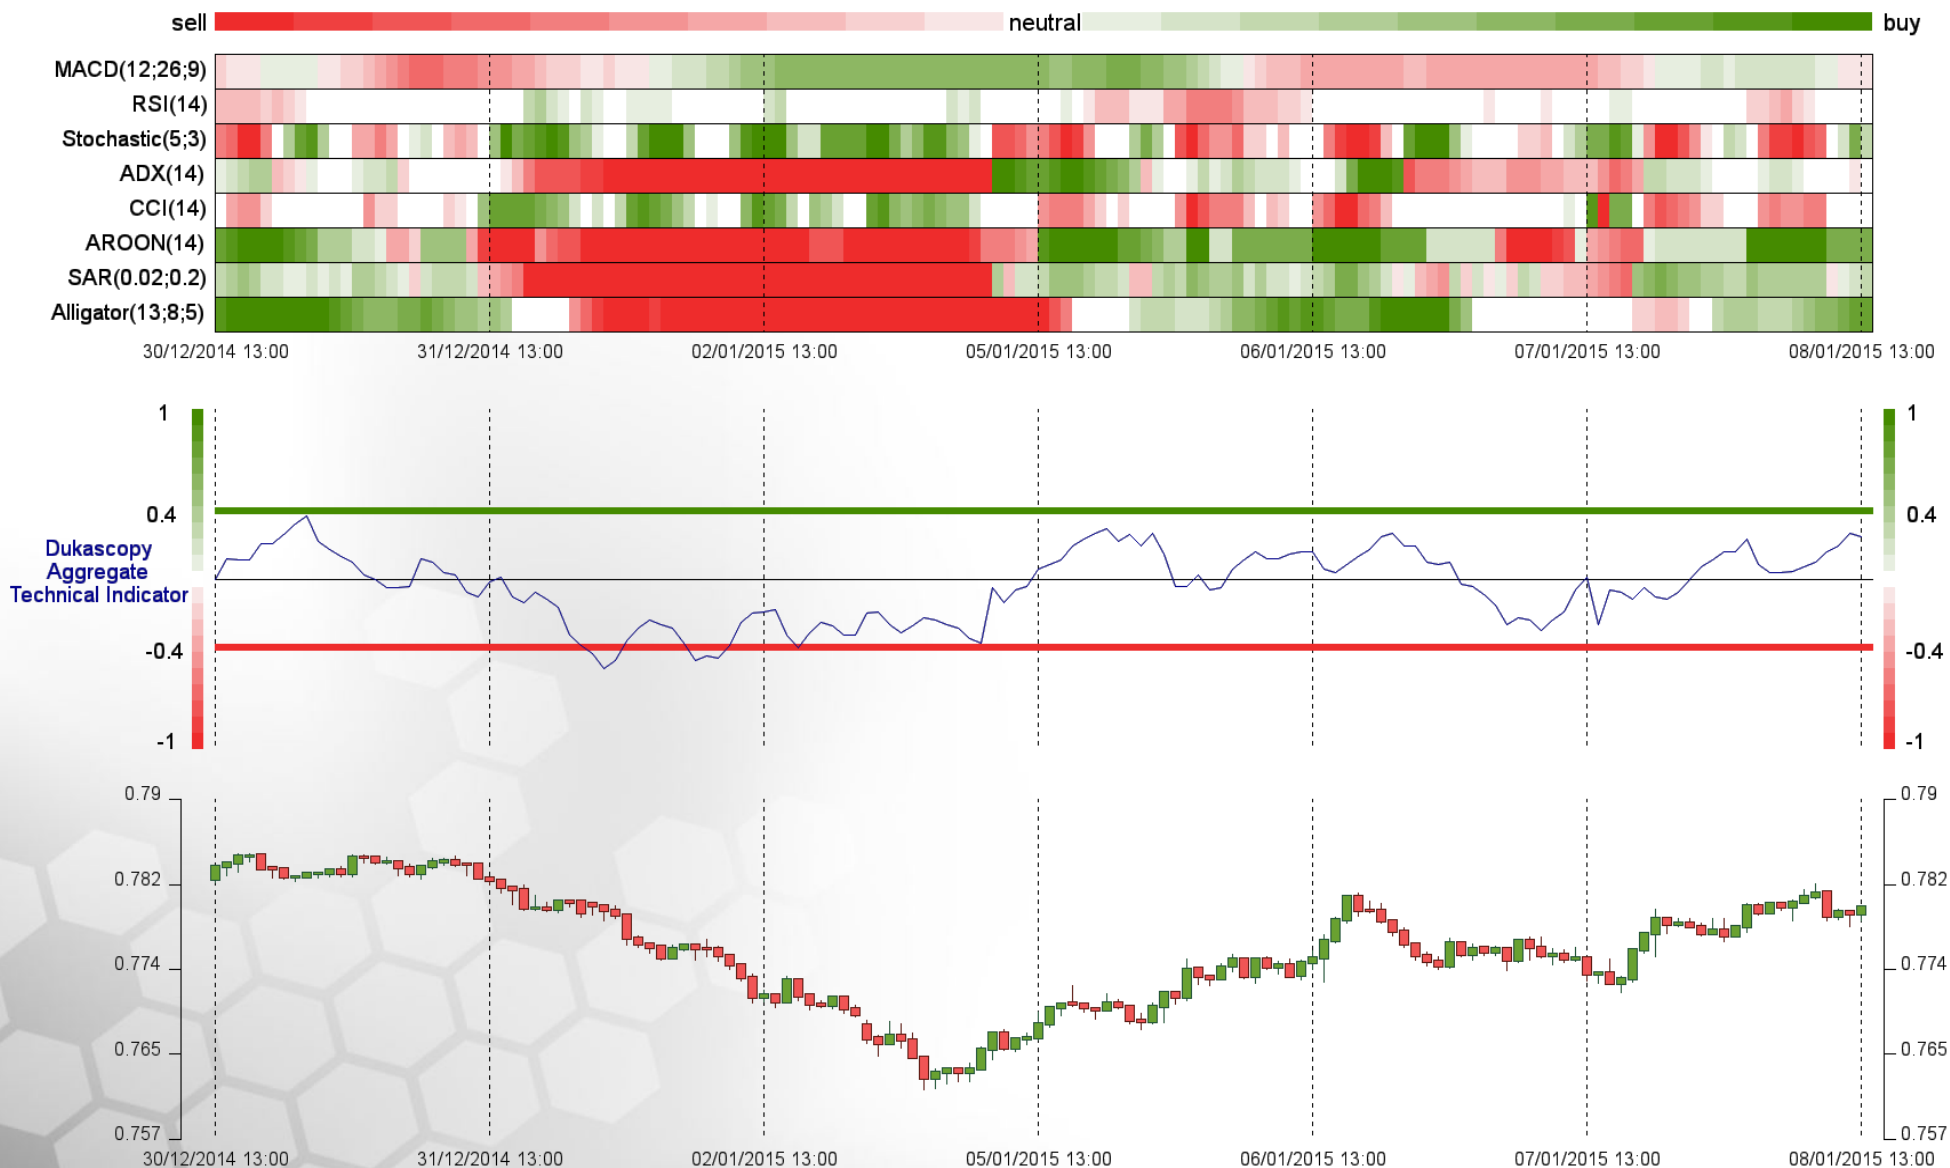 sell neutral buy
MACD(12;26;9)
RSI(14)
Stochastic(5;3)
ADX(14)
CCI(14)
AROON(14)
SAR(0.02;0.2)
Alligator(13;8;5)
30/12/2014 13:00 31/12/2014 13:00 02/01/2015 13:00 05/01/2015 13:00 06/01/2015 13:00 07/01/2015 13:00 08/01/2015 13:00
1 1
0.4 0.4
Dukascopy
Aggregate
Technical Indicator
-0.4 -0.4
-1 -1
0.79 0.79
0.782 0.782
0.774 0.774
0.765 0.765
0.757 0.757
30/12/2014 13:00 31/12/2014 13:00 02/01/2015 13:00 05/01/2015 13:00 06/01/2015 13:00 07/01/2015 13:00 08/01/2015 13:00